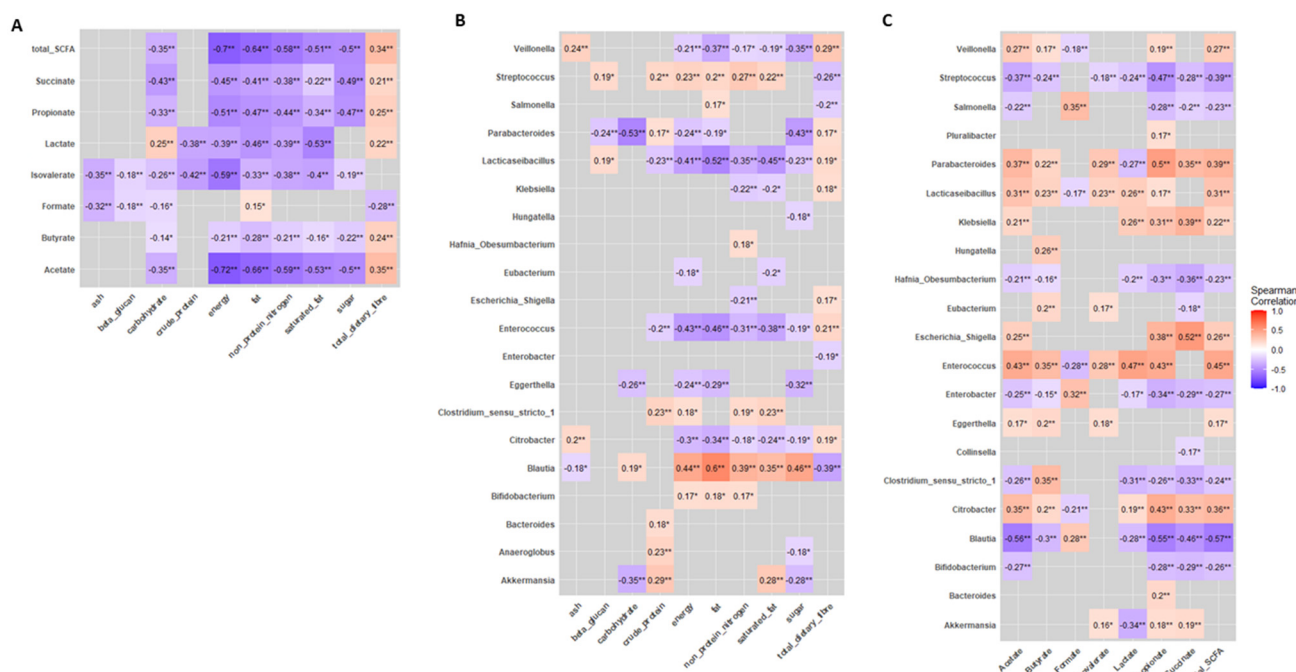 A
total_SCFA -0.35** -0.7** -0.64** -0.58** -0.51** -0.5** 0.34**
Succinate -0.43** -0.45** -0.41** -0.38** -0.22** -0.49** 0.21**
Propionate -0.33** -0.51** -0.47** -0.44** -0.34** -0.47** 0.25**
Lactate 0.25** -0.38** -0.39** -0.46** -0.39** -0.53** 0.22**
Isovalerate -0.35** -0.18** -0.26** -0.42** -0.59** -0.33** -0.38** -0.4** -0.19**
Formate -0.32** -0.18** -0.16* 0.15* -0.28**
Butyrate -0.14* -0.21** -0.28** -0.21** -0.16* -0.22** 0.24**
Acetate -0.35** -0.72** -0.66** -0.59** -0.53** -0.5** 0.35**
ash beta_glucan carbohydrate crude_protein energy fat non_protein_nitrogen saturated_fat sugar total_dietary_fibre
B
Veillonella 0.24** -0.21** -0.37** -0.17* -0.19* -0.35** 0.29**
Streptococcus 0.19* 0.2** 0.23** 0.2** 0.27** 0.22** -0.26**
Salmonella 0.17* -0.2**
Parabacteroides -0.24** -0.53** 0.17* -0.24** -0.19* -0.43** 0.17*
Lacticaseibacillus 0.19* -0.23** -0.41** -0.52** -0.35** -0.45** -0.23** 0.19*
Klebsiella -0.22** -0.2* 0.18*
Hungatella -0.18*
Hafnia_Obesumbacterium 0.18*
Eubacterium -0.18* -0.2*
Escherichia_Shigella -0.21** 0.17*
Enterococcus -0.2** -0.43** -0.46** -0.31** -0.38** -0.19* 0.21**
Enterobacter -0.19*
Eggerthella -0.26** -0.24** -0.29** -0.32**
Clostridium_sensu_stricto_1 0.23** 0.18* 0.19* 0.23**
Citrobacter 0.2** -0.3** -0.34** -0.18* -0.24** -0.19* 0.19*
Blautia -0.18* 0.19* 0.44** 0.6** 0.39** 0.35** 0.46** -0.39**
Bifidobacterium 0.17* 0.18* 0.17*
Bacteroides 0.18*
Anaeroglobus 0.23** -0.18*
Akkermansia -0.35** 0.29** 0.28** -0.28**
ash beta_glucan carbohydrate crude_protein energy fat non_protein_nitrogen saturated_fat sugar total_dietary_fibre
C
Veillonella 0.27** 0.17* -0.18** 0.19** 0.27**
Streptococcus -0.37** -0.24** -0.18** -0.24** -0.47** -0.28** -0.39**
Salmonella -0.22** 0.35** -0.28** -0.2** -0.23**
Pluralibacter 0.17*
Parabacteroides 0.37** 0.22** 0.29** -0.27** 0.5** 0.35** 0.39**
Lacticaseibacillus 0.31** 0.23** -0.17* 0.23** 0.26** 0.17* 0.31**
Klebsiella 0.21** 0.26** 0.31** 0.39** 0.22**
Hungatella 0.26**
Hafnia_Obesumbacterium -0.21** -0.16* -0.2** -0.3** -0.36** -0.23**
Eubacterium 0.2** 0.17* -0.18**
Escherichia_Shigella 0.25** 0.38** 0.52** 0.26**
Enterococcus 0.43** 0.35** -0.28** 0.28** 0.47** 0.43** 0.45**
Enterobacter -0.25** -0.15* 0.32** -0.17* -0.34** -0.29** -0.27**
Eggerthella 0.17* 0.2** 0.18* 0.17*
Collinsella -0.17*
Clostridium_sensu_stricto_1 -0.26** 0.35** -0.31** -0.26** -0.33** -0.24**
Citrobacter 0.35** 0.2** -0.21** 0.19** 0.43** 0.33** 0.36**
Blautia -0.56** -0.3** 0.28** -0.28** -0.55** -0.46** -0.57**
Bifidobacterium -0.27** -0.28** -0.29** -0.26**
Bacteroides 0.2**
Akkermansia 0.16* -0.34** 0.18** 0.19**
Acetate Butyrate Formate Lactate
Spearman
Correlation
1.0
0.5
0.0
-0.5
-1.0